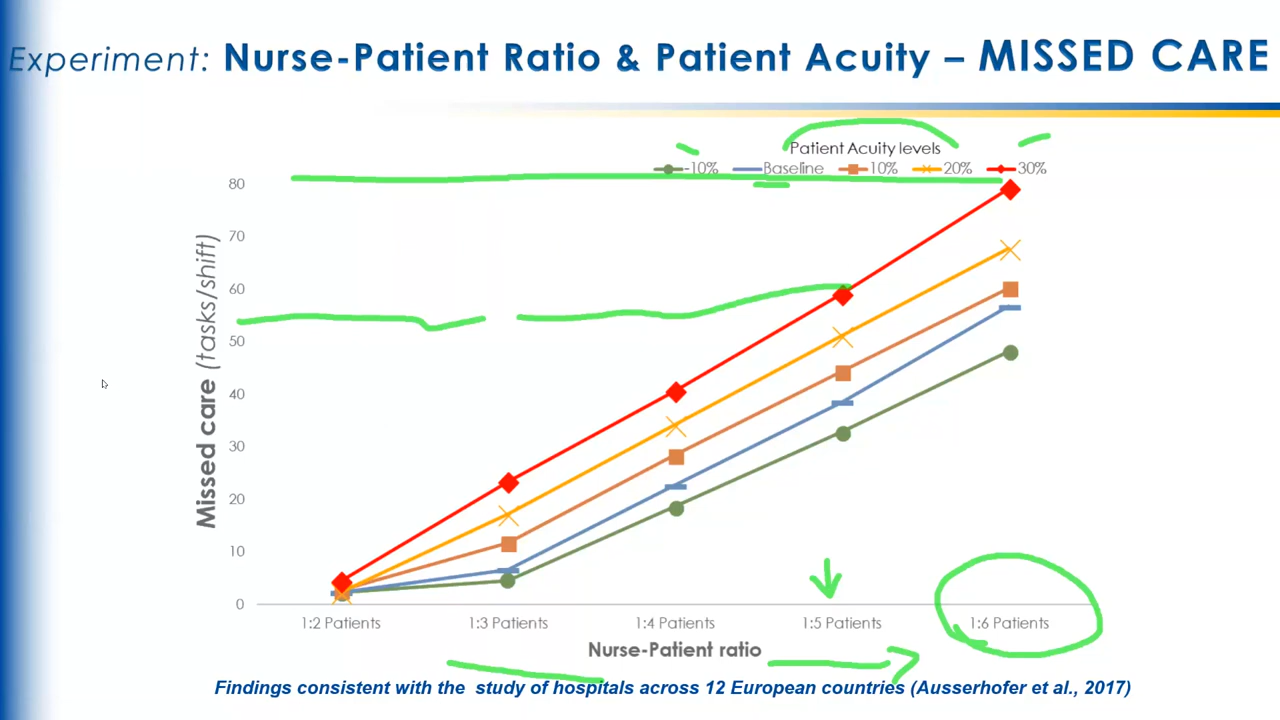 Experiment: Nurse-Patient Ratio & Patient Acuity – MISSED CARE
Patient Acuity levels
-10% Baseline 10% 20% 30%
80
70
60
50
40
30
20
10
0
Missed care (tasks/shift)
1:2 Patients 1:3 Patients 1:4 Patients 1:5 Patients 1:6 Patients
Nurse-Patient ratio
Findings consistent with the study of hospitals across 12 European countries (Ausserhofer et al., 2017)